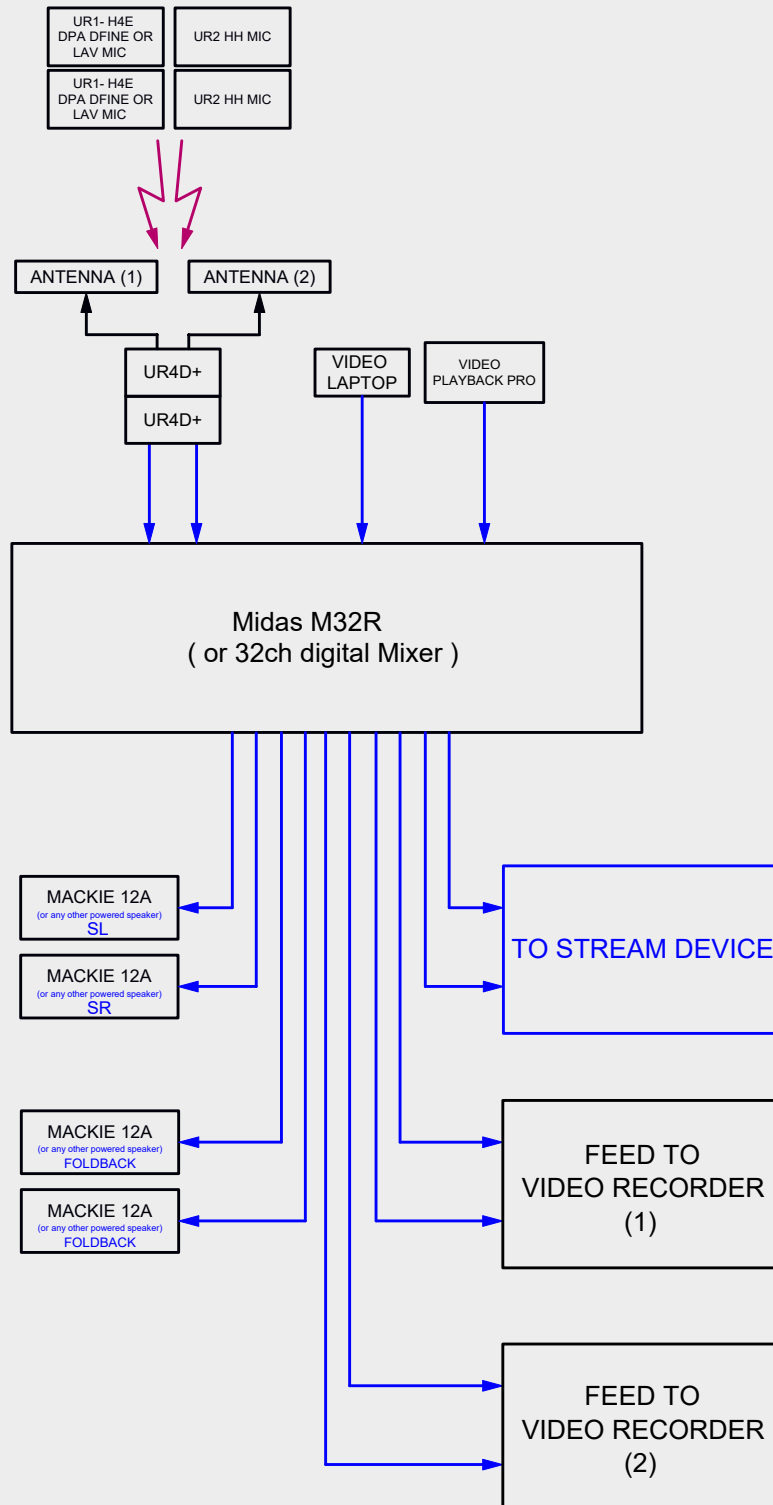 UR1- H4E
DPA DFINE OR
LAV MIC
UR2 HH MIC
UR1- H4E
DPA DFINE OR
LAV MIC
UR2 HH MIC
ANTENNA (1)
ANTENNA (2)
UR4D+
UR4D+
VIDEO
LAPTOP
VIDEO
PLAYBACK PRO
Midas M32R
( or 32ch digital Mixer )
MACKIE 12A
(or any other powered speaker)
SL
MACKIE 12A
(or any other powered speaker)
SR
TO STREAM DEVICE
MACKIE 12A
(or any other powered speaker)
FOLDBACK
MACKIE 12A
(or any other powered speaker)
FOLDBACK
FEED TO
VIDEO RECORDER
(1)
FEED TO
VIDEO RECORDER
(2)